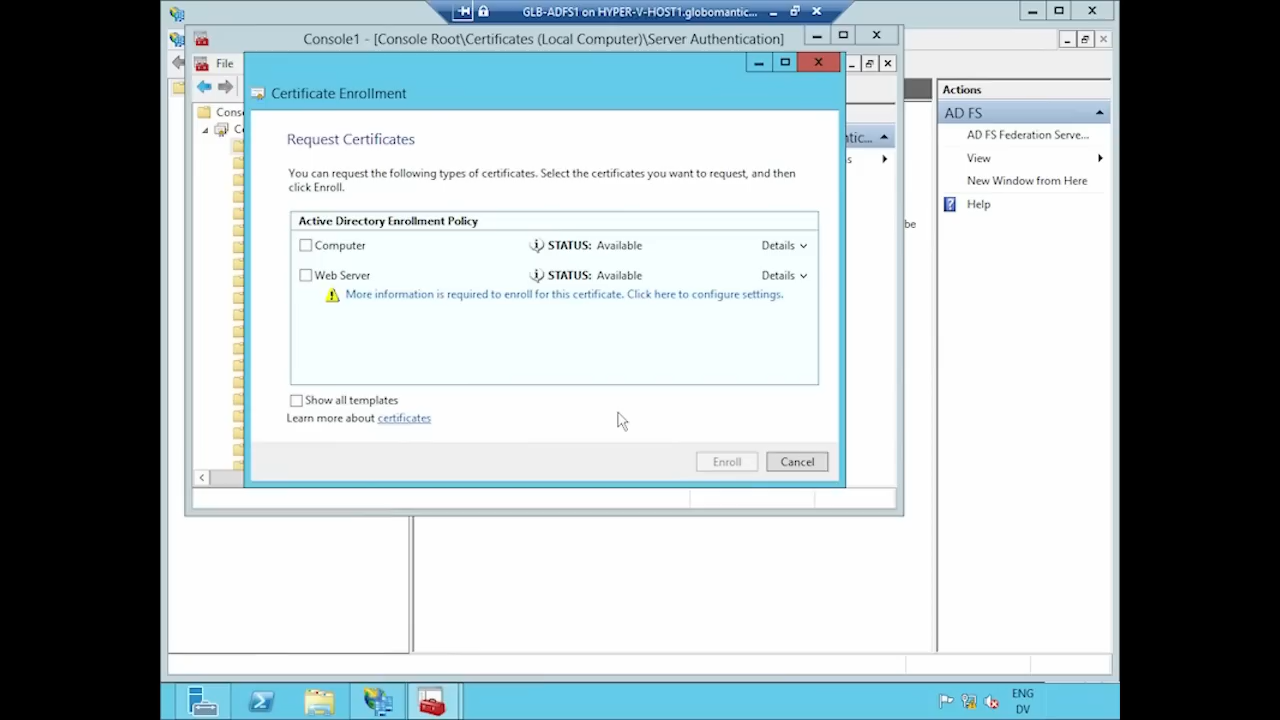 GLB-ADFS1 on HYPER-V-HOST1.globomantic...
Console1 - [Console Root\Certificates (Local Computer)\Server Authentication]
File
Certificate Enrollment
Actions
Request Certificates
AD FS
AD FS Federation Serve...
View
You can request the following types of certificates. Select the certificates you want to request, and then
click Enroll.
New Window from Here
Help
Active Directory Enrollment Policy
Computer STATUS: Available Details
Web Server STATUS: Available Details
More information is required to enroll for this certificate. Click here to configure settings.
Show all templates
Learn more about certificates
Enroll Cancel
ENG
DV